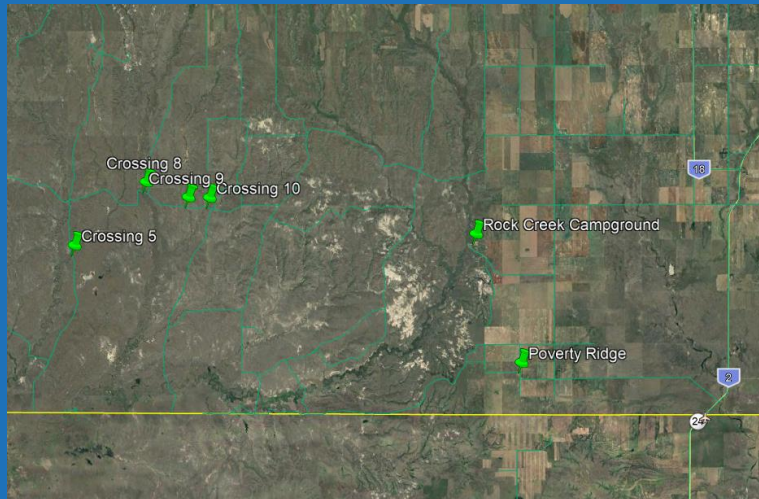 Crossing 8
Crossing 9
Crossing 10
Crossing 5
Rock Creek Campground
Poverty Ridge
18
2
24